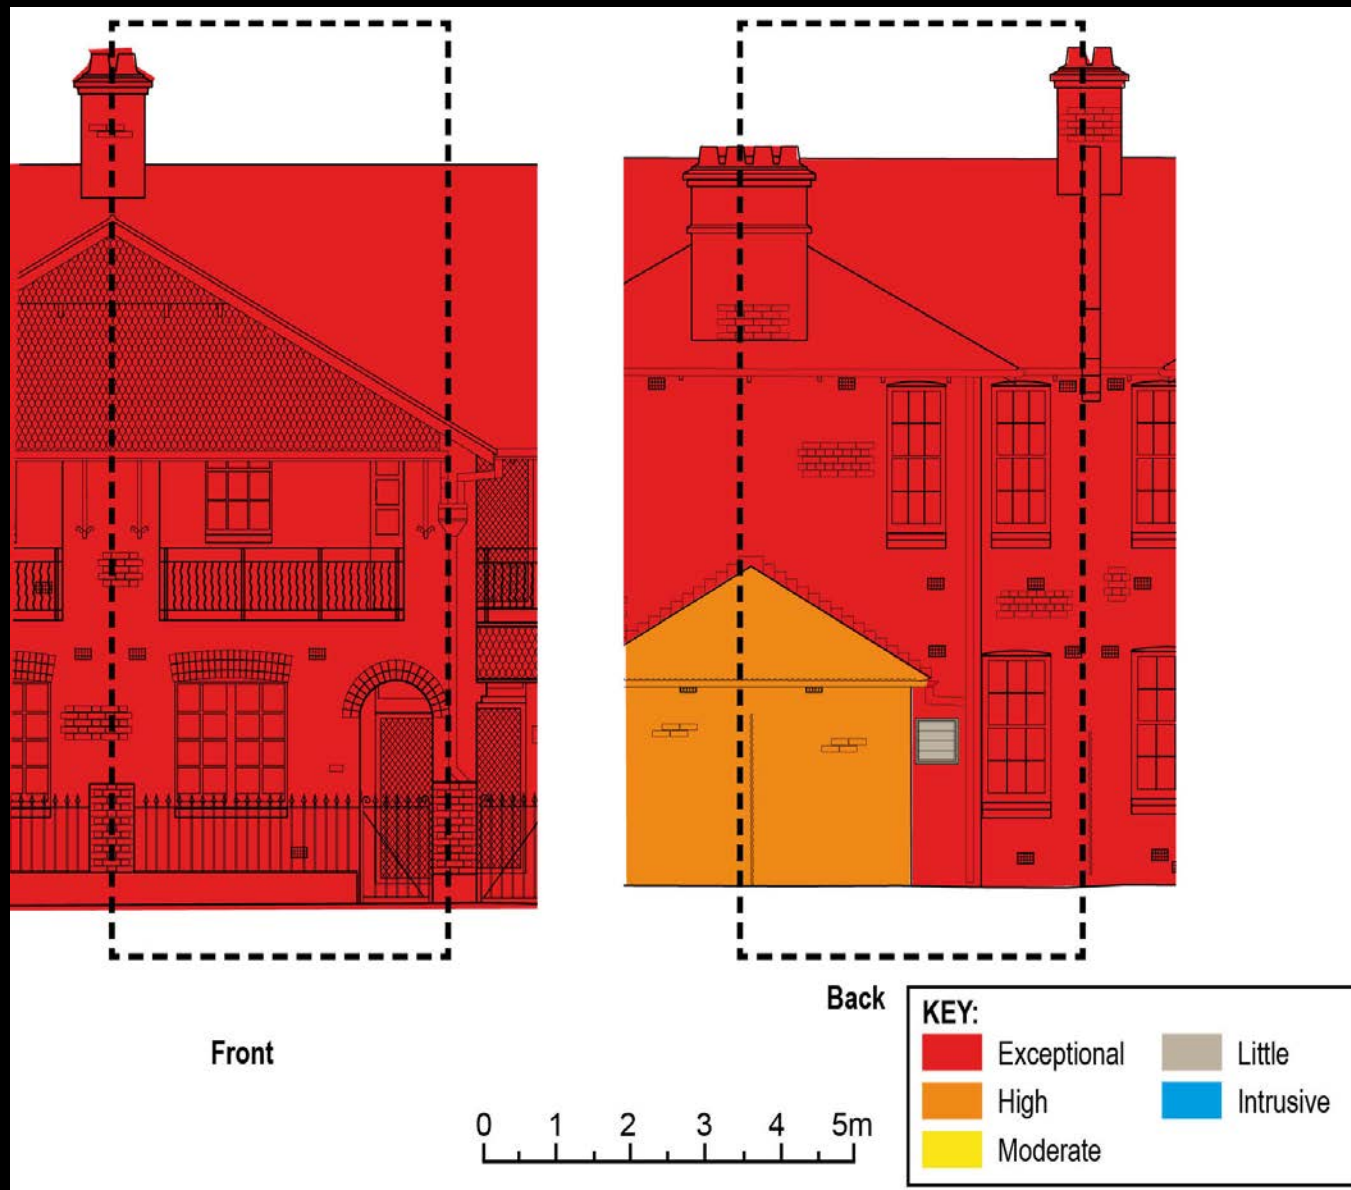 Front
Back
0 1 2 3 4 5m
KEY:
Exceptional
High
Moderate
Little
Intrusive